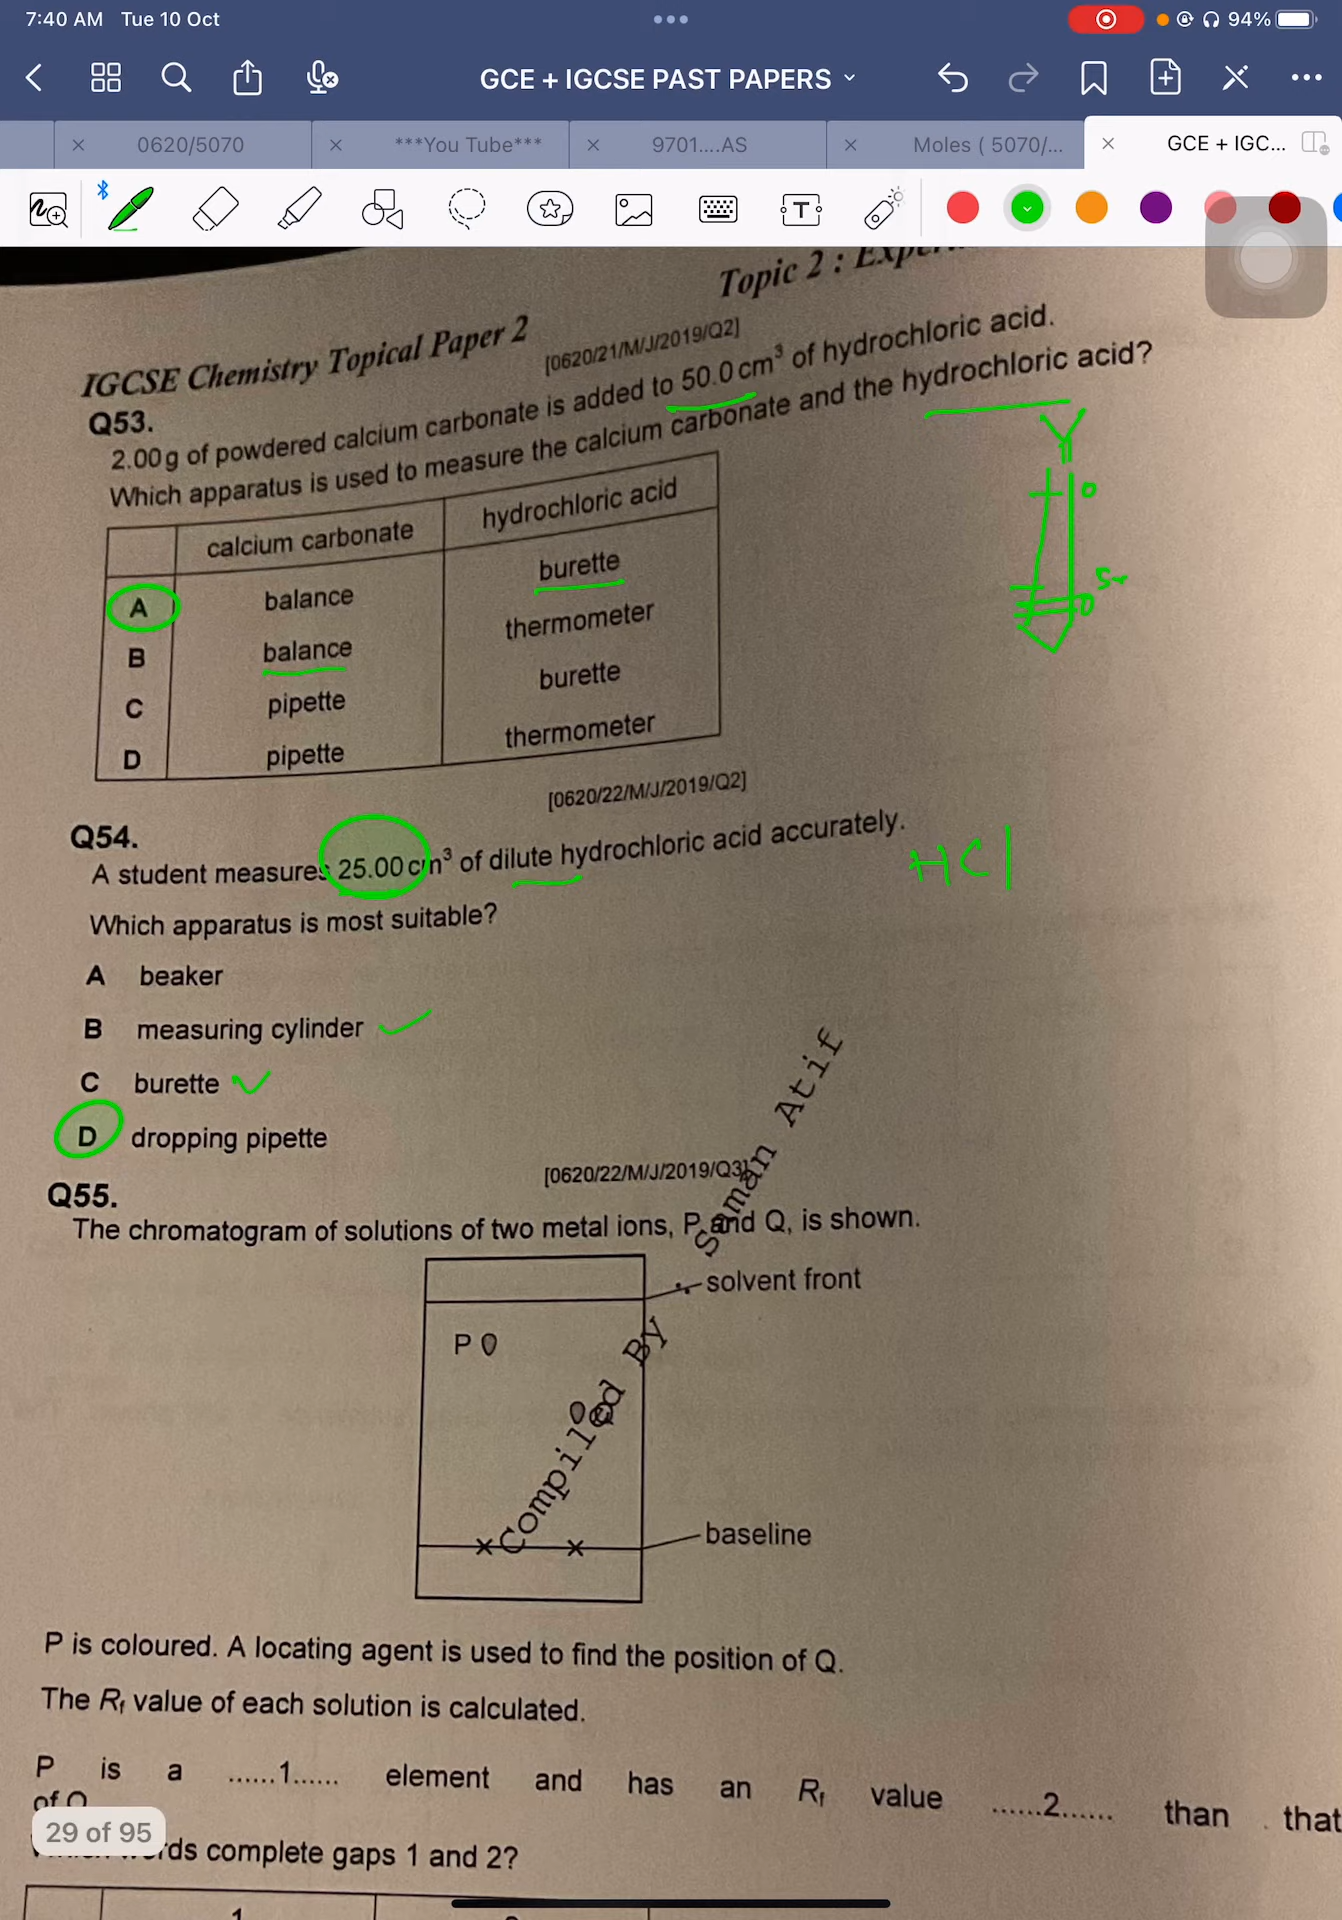 7:40 AM Tue 10 Oct
94%
GCE + IGCSE PAST PAPERS
0620/5070
***You Tube***
9701....AS
Moles ( 5070/...
GCE + IGC...
T
Topic 2 :
IGCSE Chemistry Topical Paper 2
[0620/21/M/J/2019/Q2]
Q53.
2.00 g of powdered calcium carbonate is added to 50.0 cm³ of hydrochloric acid.
Which apparatus is used to measure the calcium carbonate and the hydrochloric acid?
calcium carbonate hydrochloric acid
A balance burette
B balance thermometer
C pipette burette
D pipette thermometer
0
50
[0620/22/M/J/2019/Q2]
Q54.
A student measures 25.00 cm³ of dilute hydrochloric acid accurately.
HCl
Which apparatus is most suitable?
A beaker
B measuring cylinder
C burette
D dropping pipette
[0620/22/M/J/2019/Q3]
Q55.
The chromatogram of solutions of two metal ions, P and Q, is shown.
solvent front
P
Q
baseline
Compiled By : Soman Atif
P is coloured. A locating agent is used to find the position of Q.
The Rf value of each solution is calculated.
P is a ......1...... element and has an Rf value ......2...... than that
of Q
29 of 95
words complete gaps 1 and 2?
1